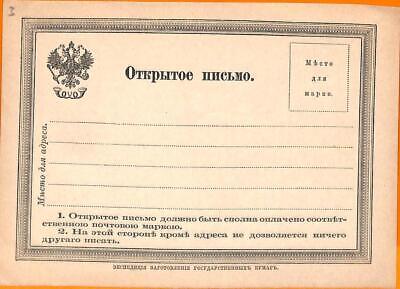 3
Открытое письмо.
Мѣсто
для
марки.
Мѣсто для адреса.
1. Открытое письмо должно быть сполна оплачено соотвѣт-
ственною почтовою маркою.
2. На этой сторонѣ кромѣ адреса не дозволяется ничего
другаго писать.
ЭКСПЕДИЦІЯ ЗАГОТОВЛЕНІЯ ГОСУДАРСТВЕННЫХЪ БУМАГЪ.